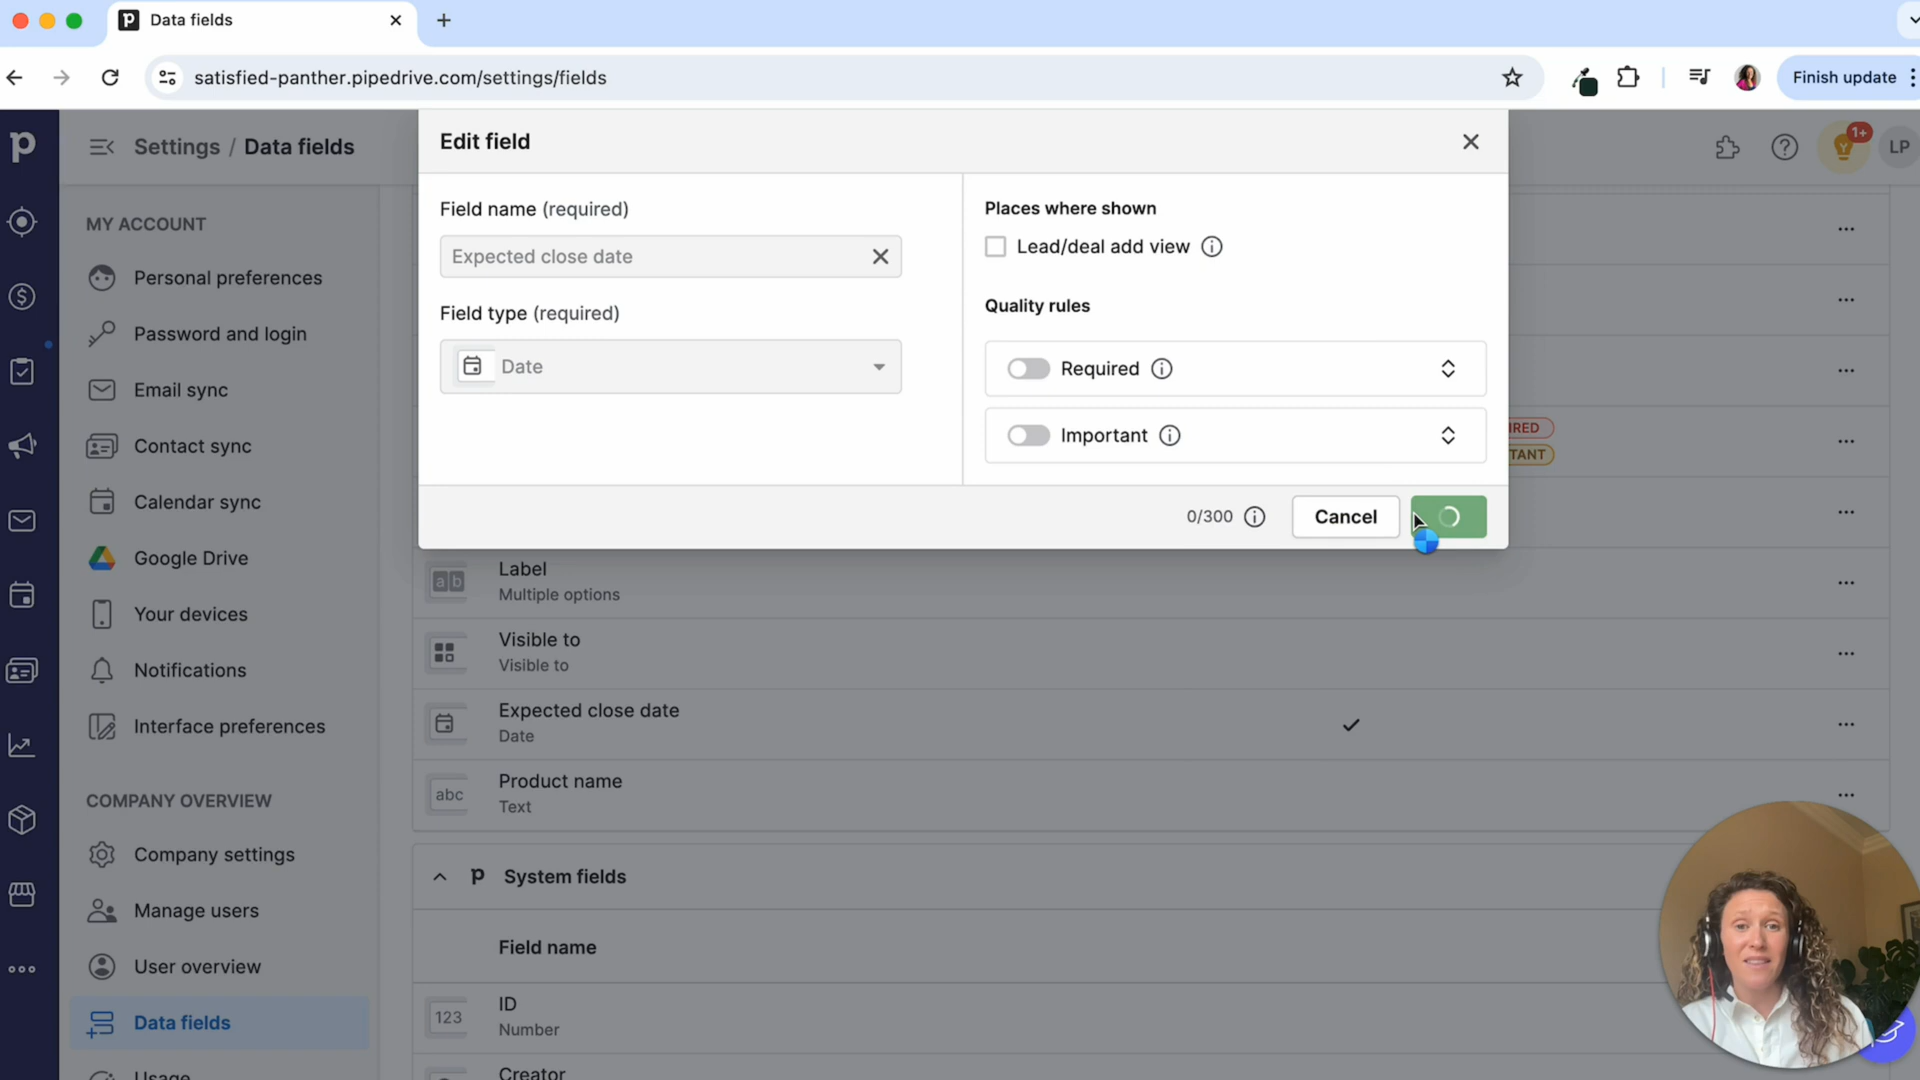 Data fields
satisfied-panther.pipedrive.com/settings/fields
Finish update
Settings / Data fields
1+
LP
MY ACCOUNT
Personal preferences
Password and login
Email sync
Contact sync
Calendar sync
Google Drive
Your devices
Notifications
Interface preferences
COMPANY OVERVIEW
Company settings
Manage users
User overview
Data fields
Usage
Edit field
Field name (required)
Expected close date
Field type (required)
Date
Places where shown
Lead/deal add view
Quality rules
Required
Important
0/300
Cancel
IRED
TANT
Label
Multiple options
Visible to
Visible to
Expected close date
Date
abc
Product name
Text
System fields
Field name
123
ID
Number
Creator